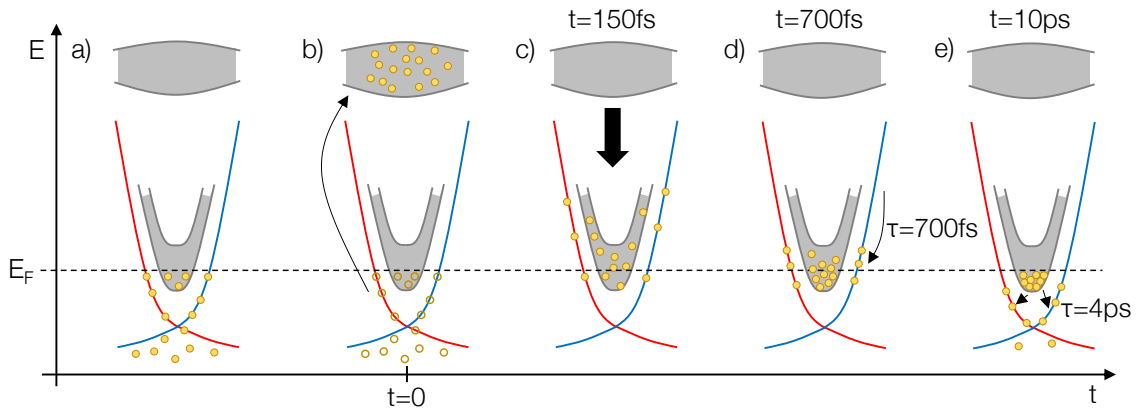 E
a)
b)
c)
t=150fs
d)
t=700fs
e)
t=10ps
τ=700fs
E_F
τ=4ps
t=0
t